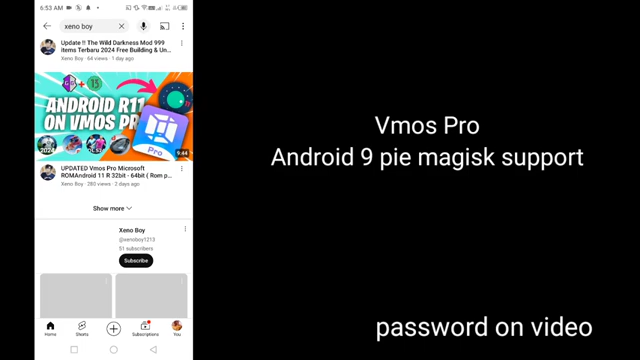 6:53 AM
xeno boy
Update !! The Wild Darkness Mod 999
items Terbaru 2024 Free Building & Un...
Xeno Boy · 64 views · 1 day ago
ANDROID R11
ON VMOS PRO
Pro
2024
9:44
UPDATED Vmos Pro Microsoft
ROMAndroid 11 R 32bit - 64bit ( Rom p...
Xeno Boy · 280 views · 2 days ago
Show more
Xeno Boy
@xenoboy1213
51 subscribers
Subscribe
Home
Shorts
Subscriptions
You
Vmos Pro
Android 9 pie magisk support
password on video